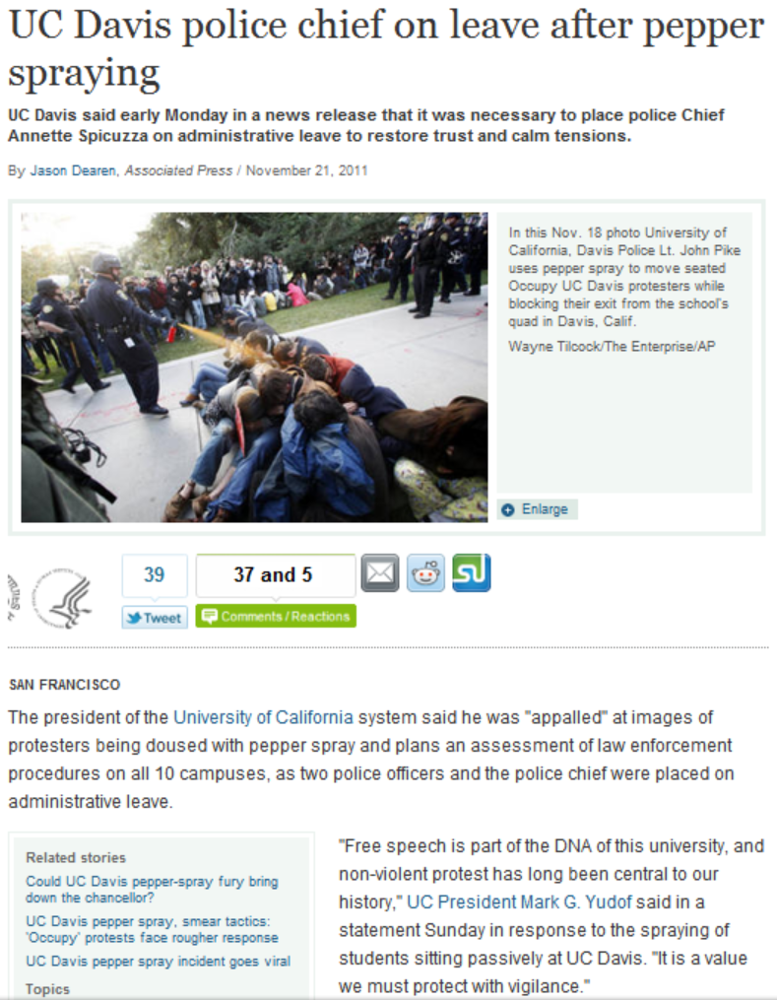 UC Davis police chief on leave after pepper
spraying
UC Davis said early Monday in a news release that it was necessary to place police Chief
Annette Spicuzza on administrative leave to restore trust and calm tensions.
By Jason Dearen, Associated Press / November 21, 2011
In this Nov. 18 photo University of
California, Davis Police Lt. John Pike
uses pepper spray to move seated
Occupy UC Davis protesters while
blocking their exit from the school's
quad in Davis, Calif.
Wayne Tilcock/The Enterprise/AP
Enlarge
39
37 and 5
Tweet
Comments / Reactions
SAN FRANCISCO
The president of the University of California system said he was "appalled" at images of
protesters being doused with pepper spray and plans an assessment of law enforcement
procedures on all 10 campuses, as two police officers and the police chief were placed on
administrative leave.
Related stories
Could UC Davis pepper-spray fury bring
down the chancellor?
UC Davis pepper spray, smear tactics:
'Occupy' protests face rougher response
UC Davis pepper spray incident goes viral
Topics
"Free speech is part of the DNA of this university, and
non-violent protest has long been central to our
history," UC President Mark G. Yudof said in a
statement Sunday in response to the spraying of
students sitting passively at UC Davis. "It is a value
we must protect with vigilance."